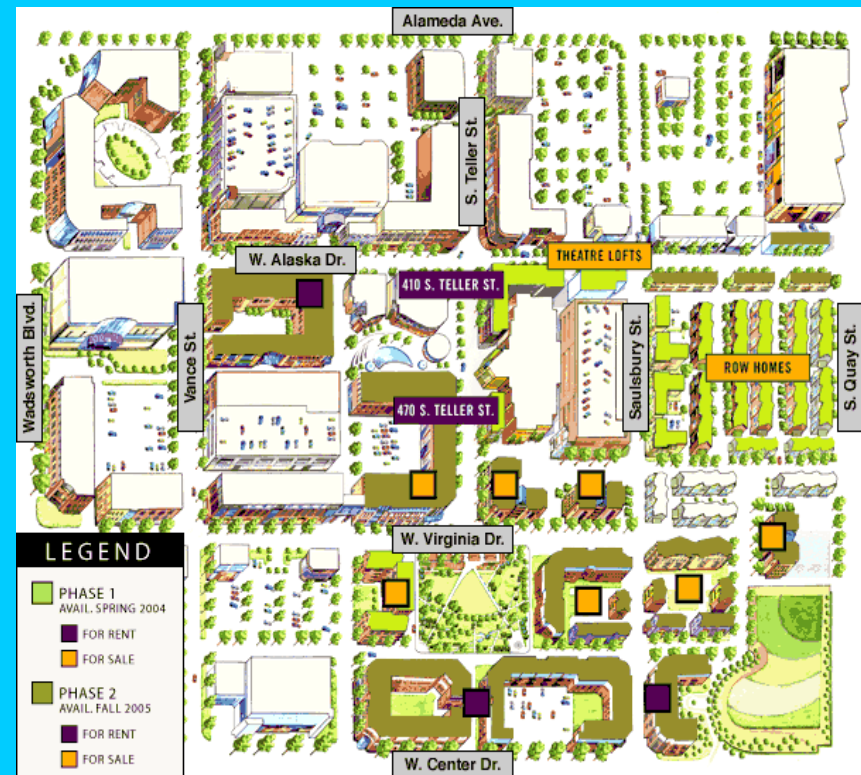 Alameda Ave.
S. Teller St.
W. Alaska Dr.
THEATRE LOFTS
410 S. TELLER ST.
Wadsworth Blvd.
Vance St.
Saulsbury St.
S. Quay St.
ROW HOMES
470 S. TELLER ST.
W. Virginia Dr.
LEGEND
PHASE 1
AVAIL. SPRING 2004
FOR RENT
FOR SALE
PHASE 2
AVAIL. FALL 2005
FOR RENT
FOR SALE
W. Center Dr.